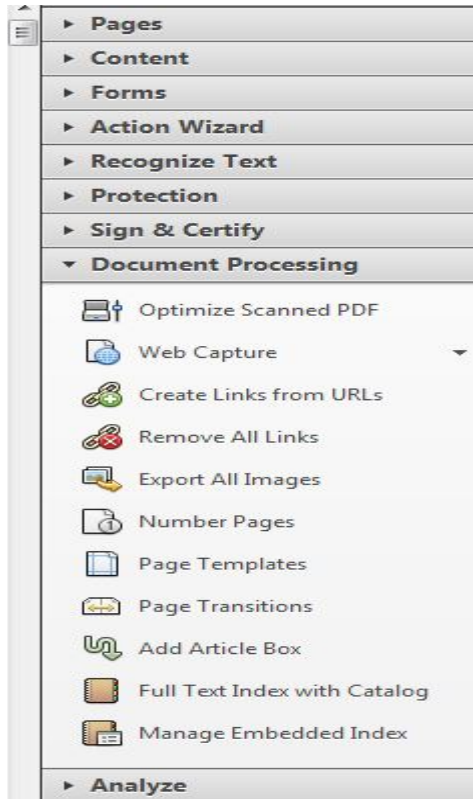 Pages
Content
Forms
Action Wizard
Recognize Text
Protection
Sign & Certify
Document Processing
Optimize Scanned PDF
Web Capture
Create Links from URLs
Remove All Links
Export All Images
Number Pages
Page Templates
Page Transitions
Add Article Box
Full Text Index with Catalog
Manage Embedded Index
Analyze